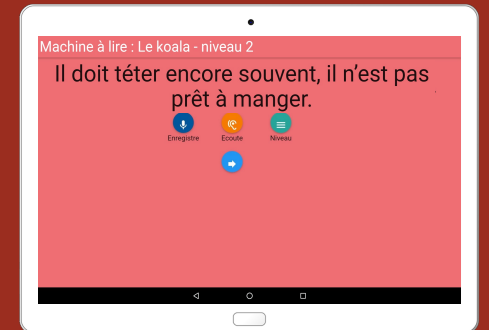 Machine à lire : Le koala - niveau 2
Il doit téter encore souvent, il n’est pas
prêt à manger.
Enregistre Ecoute Niveau